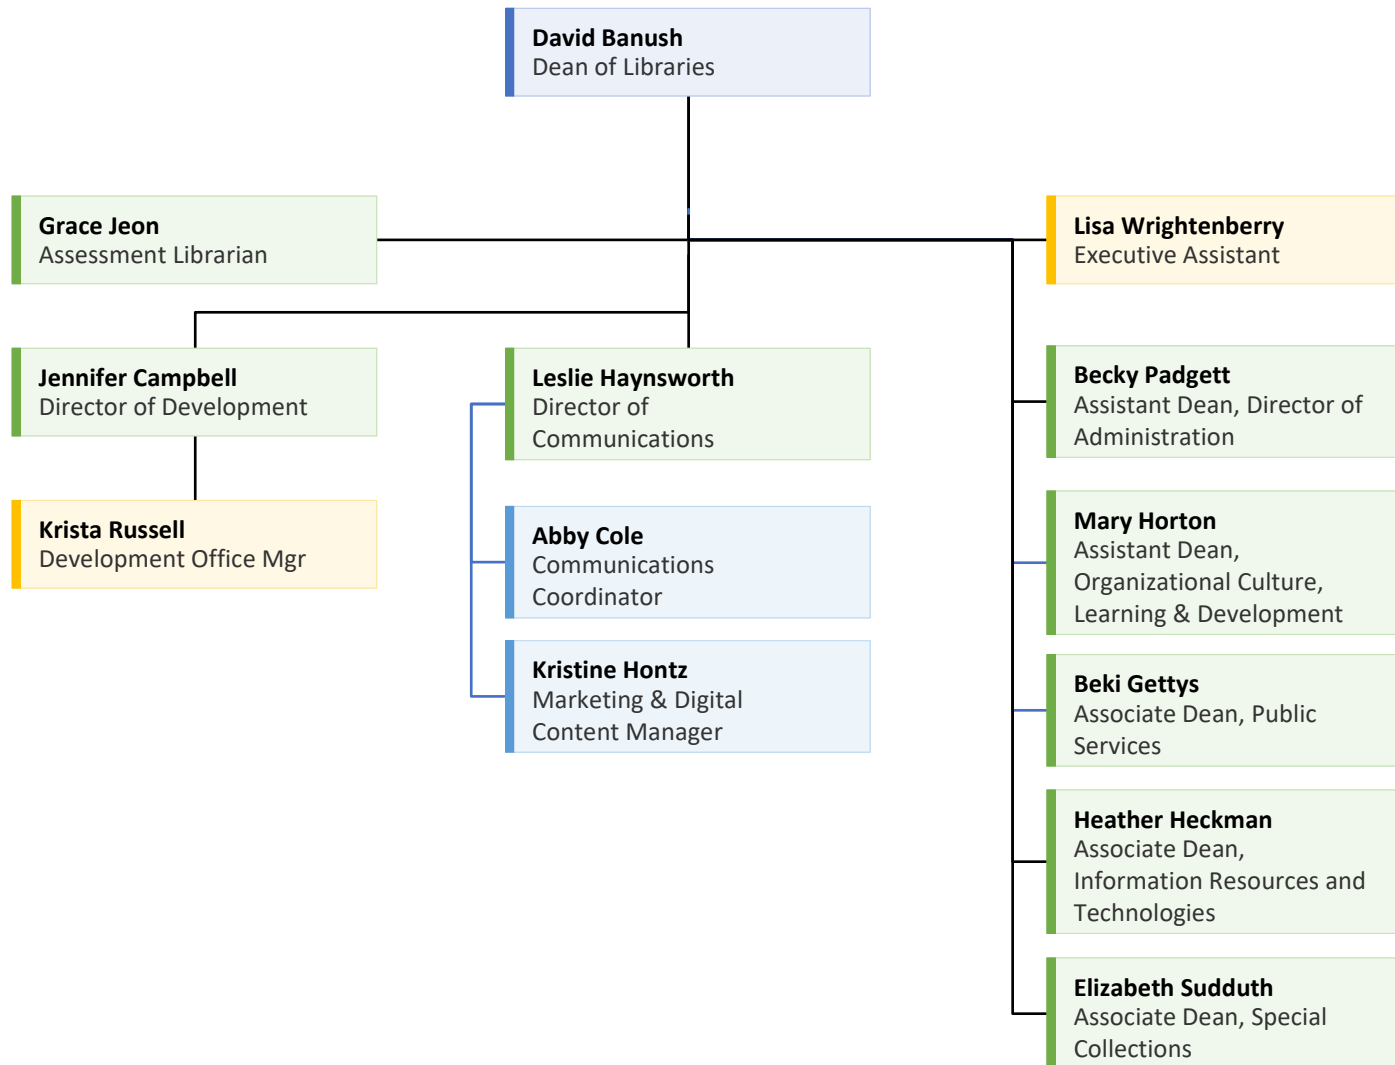 David Banush
Dean of Libraries
Grace Jeon
Assessment Librarian
Lisa Wrightenberry
Executive Assistant
Jennifer Campbell
Director of Development
Krista Russell
Development Office Mgr
Leslie Haynsworth
Director of
Communications
Abby Cole
Communications
Coordinator
Kristine Hontz
Marketing & Digital
Content Manager
Becky Padgett
Assistant Dean, Director of
Administration
Mary Horton
Assistant Dean,
Organizational Culture,
Learning & Development
Beki Gettys
Associate Dean, Public
Services
Heather Heckman
Associate Dean,
Information Resources and
Technologies
Elizabeth Sudduth
Associate Dean, Special
Collections